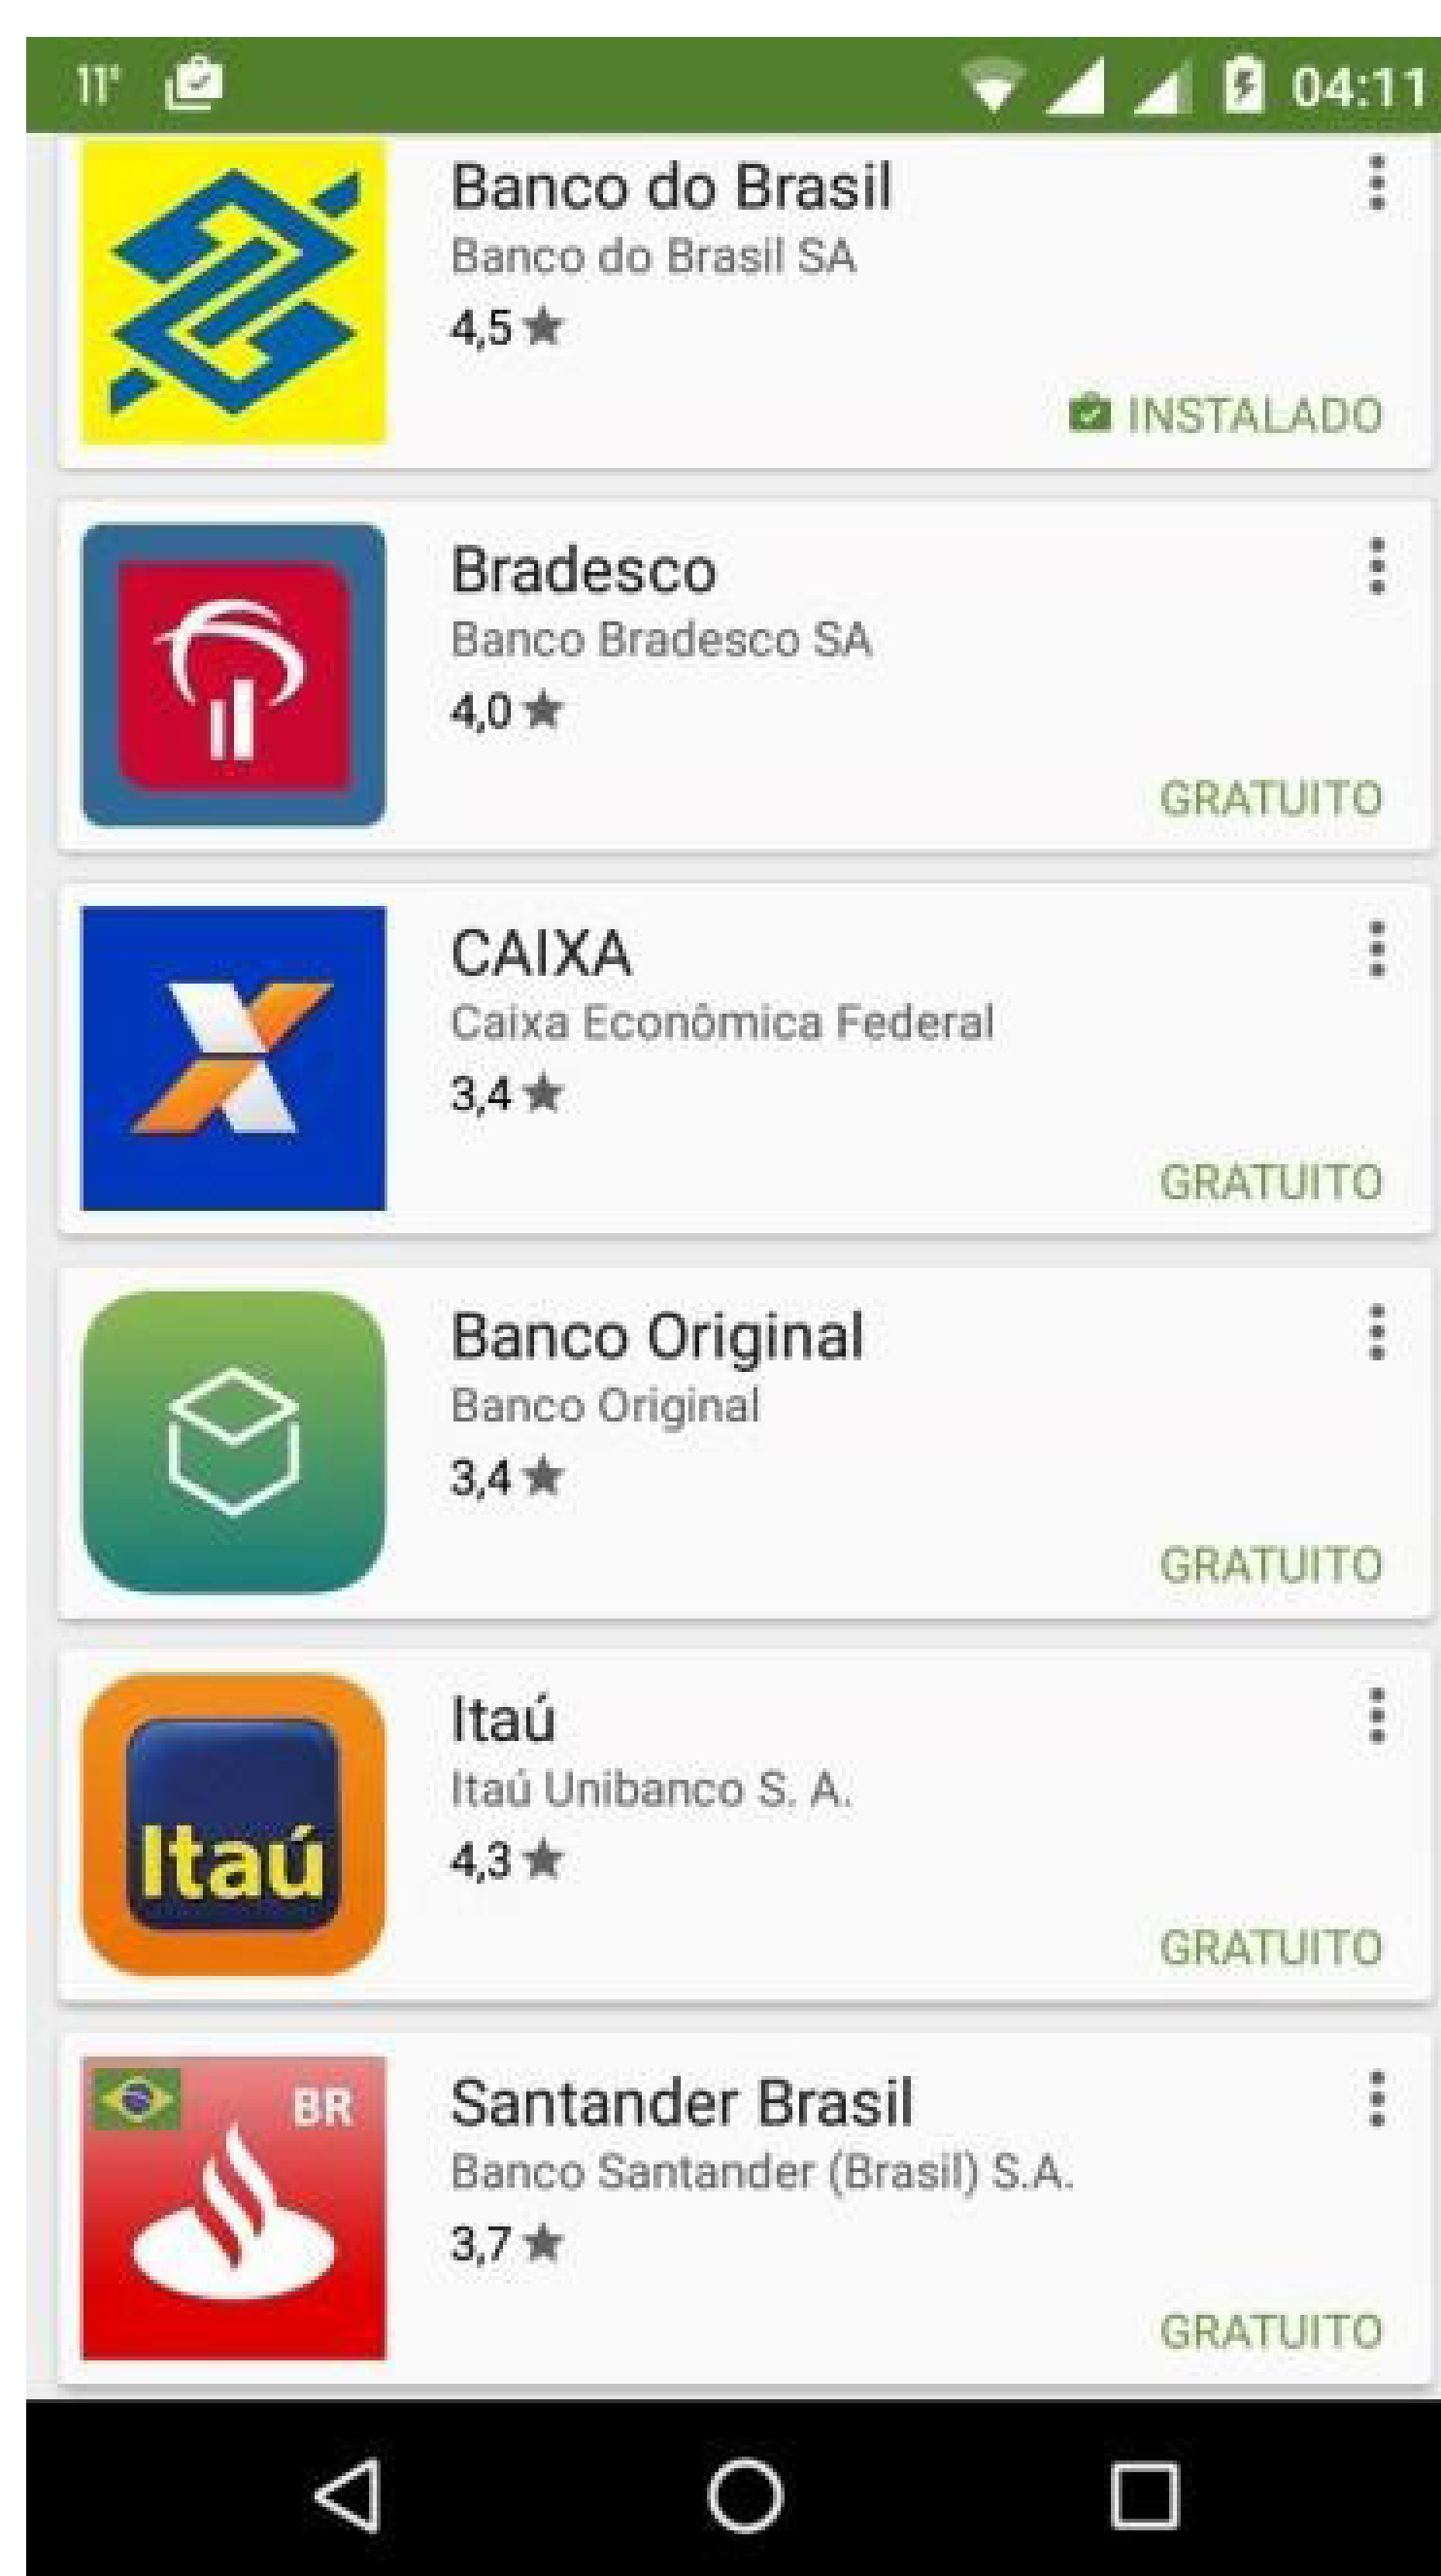 11° 04:11
Banco do Brasil
Banco do Brasil SA
4,5
INSTALADO
Bradesco
Banco Bradesco SA
4,0
GRATUITO
CAIXA
Caixa Econômica Federal
3,4
GRATUITO
Banco Original
Banco Original
3,4
GRATUITO
Itaú
Itaú
Itaú Unibanco S. A.
4,3
GRATUITO
BR
Santander Brasil
Banco Santander (Brasil) S.A.
3,7
GRATUITO